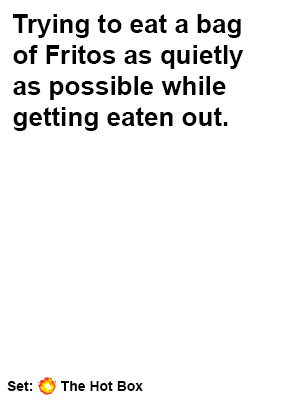 Trying to eat a bag
of Fritos as quietly
as possible while
getting eaten out.
Set: The Hot Box